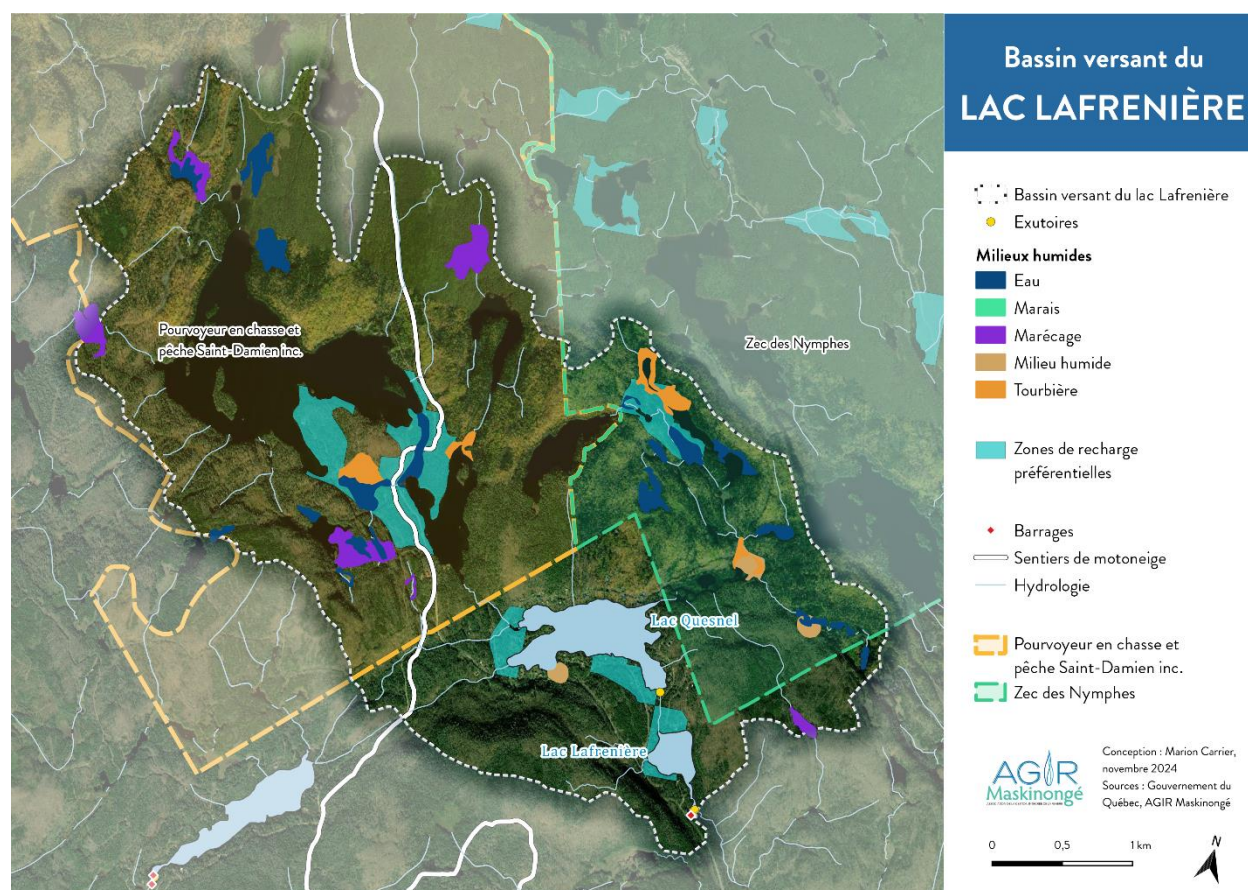 Bassin versant du
LAC LAFRENIÈRE
Bassin versant du lac Lafrenière
Exutoires
Milieux humides
Eau
Marais
Marécage
Milieu humide
Tourbière
Zones de recharge
préférentielles
Barrages
Sentiers de motoneige
Hydrologie
Pourvoyeur en chasse et
pêche Saint-Damien inc.
Zec des Nymphes
AGIR
Maskinongé
Conception : Marion Carrier,
novembre 2024
Sources : Gouvernement du
Québec, AGIR Maskinongé
0 0,5 1 km
N
Pourvoyeur en chasse et
pêche Saint-Damien inc.
Zec des Nymphes
Lac Quesnel
Lac Lafrenière